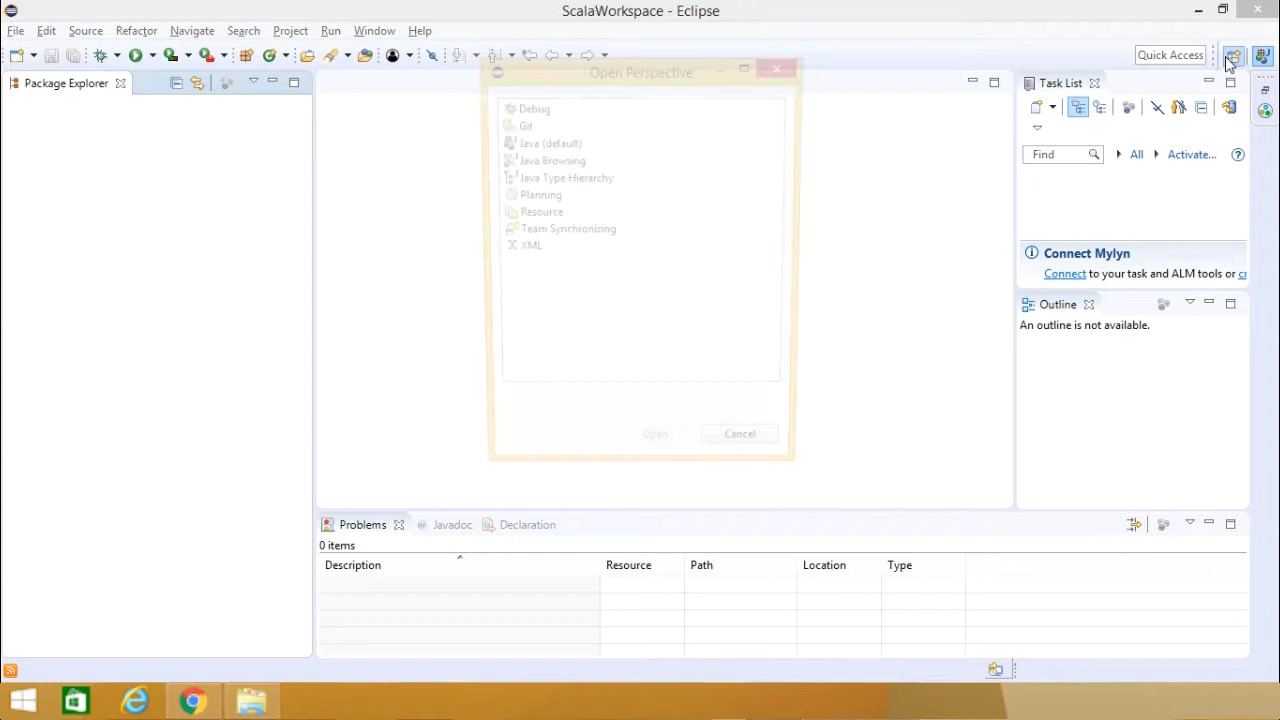 ScalaWorkspace - Eclipse
File Edit Source Refactor Navigate Search Project Run Window Help
Quick Access
Package Explorer
Task List
Find All Activate... ?
Connect Mylyn
Connect to your task and ALM tools or cr
Outline
An outline is not available.
Open Perspective
Debug
Git
Java (default)
Java Browsing
Java Type Hierarchy
Planning
Resource
Team Synchronizing
XML
Open Cancel
Problems @ Javadoc Declaration
0 items
Description Resource Path Location Type